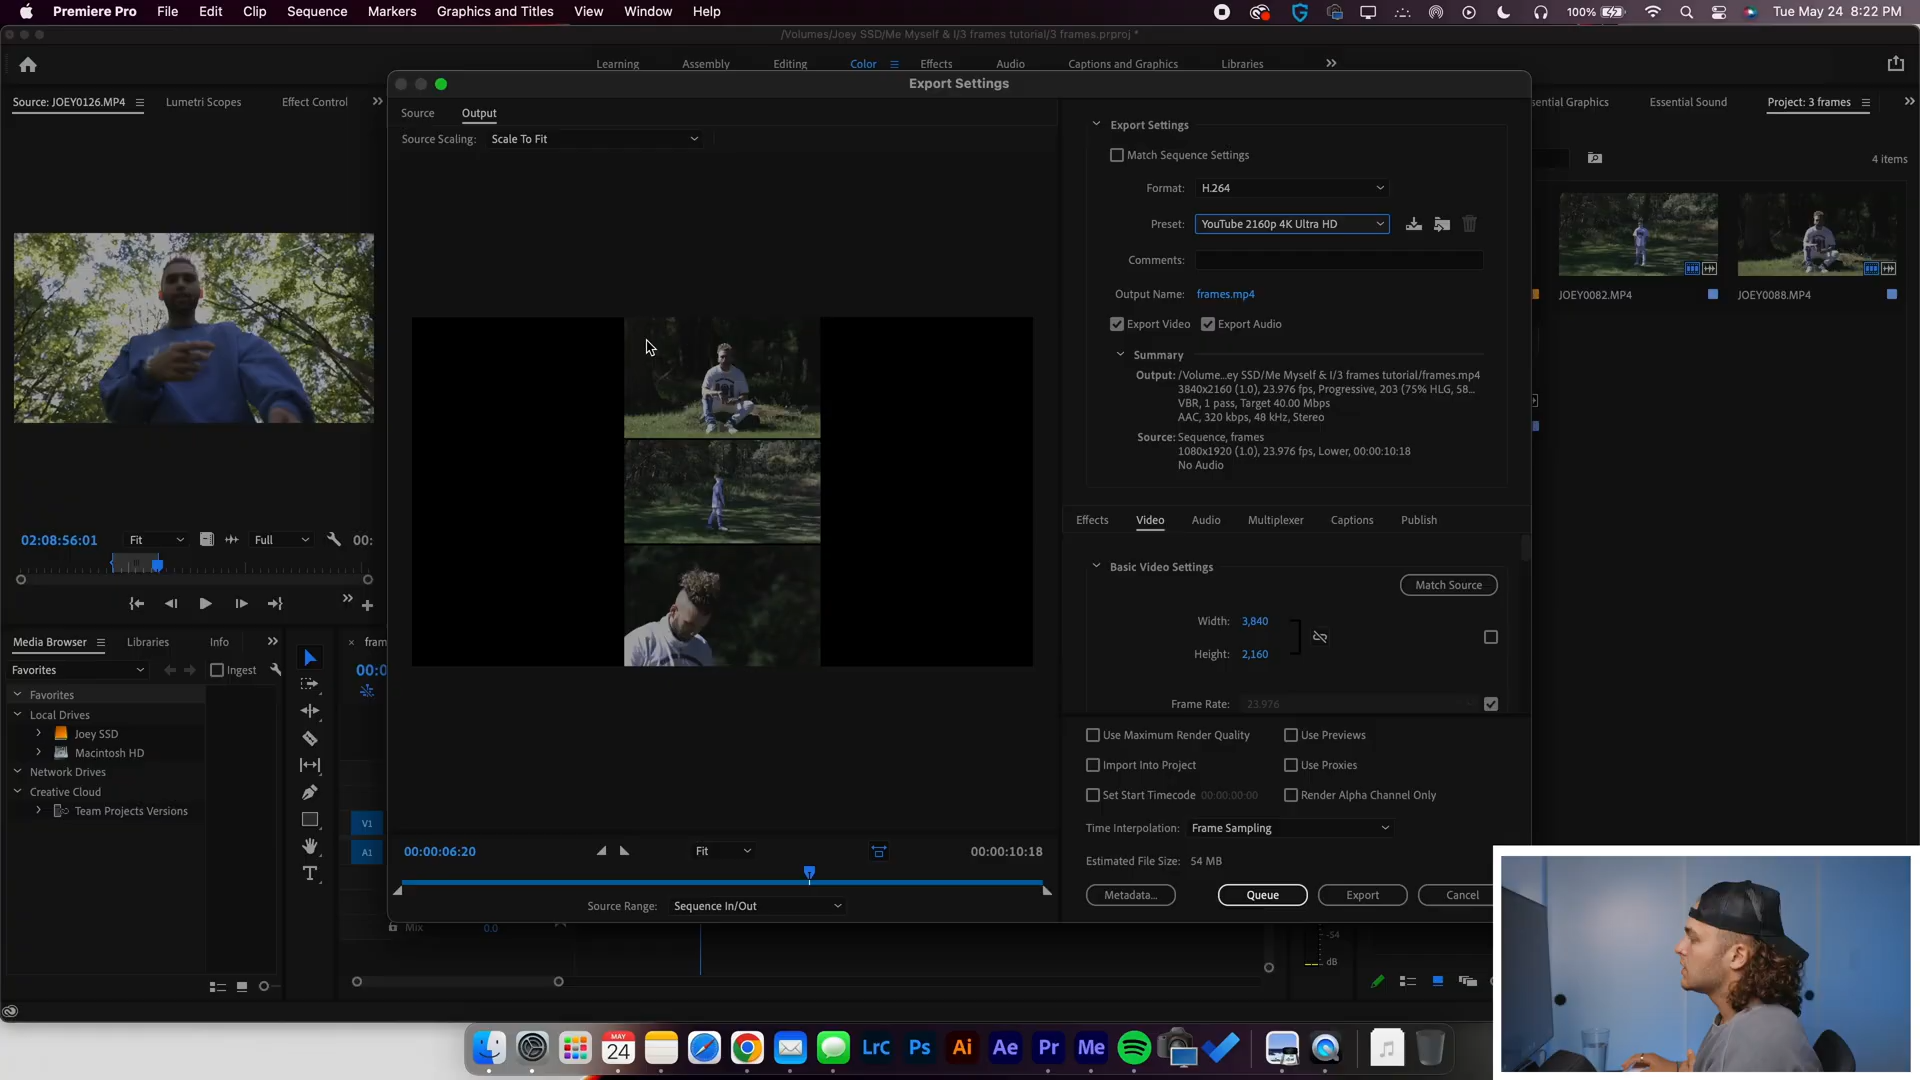 Premiere Pro File Edit Clip Sequence Markers Graphics and Titles View Window Help 100% Tue May 24 8:22 PM
/Volumes/Joey SSD/Me Myself & I/3 frames tutorial/3 frames.prproj *
Learning Assembly Editing Color Effects Audio Captions and Graphics Libraries
Export Settings
Source: JOEY0126.MP4 Lumetri Scopes Effect Control
ential Graphics Essential Sound Project: 3 frames
Source Output
Source Scaling: Scale To Fit
Export Settings
Match Sequence Settings
4 items
Format: H.264
Preset: YouTube 2160p 4K Ultra HD
Comments:
Output Name: frames.mp4
JOEY0082.MP4 JOEY0088.MP4
Export Video Export Audio
Summary
Output: /Volume...ey SSD/Me Myself & I/3 frames tutorial/frames.mp4
3840x2160 (1.0), 23.976 fps, Progressive, 203 (75% HLG, 58...
VBR, 1 pass, Target 40.00 Mbps
AAC, 320 kbps, 48 kHz, Stereo
Source: Sequence, frames
1080x1920 (1.0), 23.976 fps, Lower, 00:00:10:18
No Audio
Effects Video Audio Multiplexer Captions Publish
02:08:56:01 Fit Full 00:
Basic Video Settings
Match Source
Width: 3,840
Height: 2,160
Frame Rate: 23.976
Media Browser Libraries Info
fram
Favorites Ingest
00:0
Favorites
Local Drives
Joey SSD
Macintosh HD
Network Drives
Creative Cloud
Team Projects Versions
V1
A1
Use Maximum Render Quality Use Previews
Import Into Project Use Proxies
Set Start Timecode 00:00:00:00 Render Alpha Channel Only
Time Interpolation: Frame Sampling
Estimated File Size: 54 MB
00:00:06:20 Fit 00:00:10:18
Metadata... Queue Export Cancel
Source Range: Sequence In/Out
Mix 0.0
-54
dB
MAY
24
LrC Ps Ai Ae Pr Me